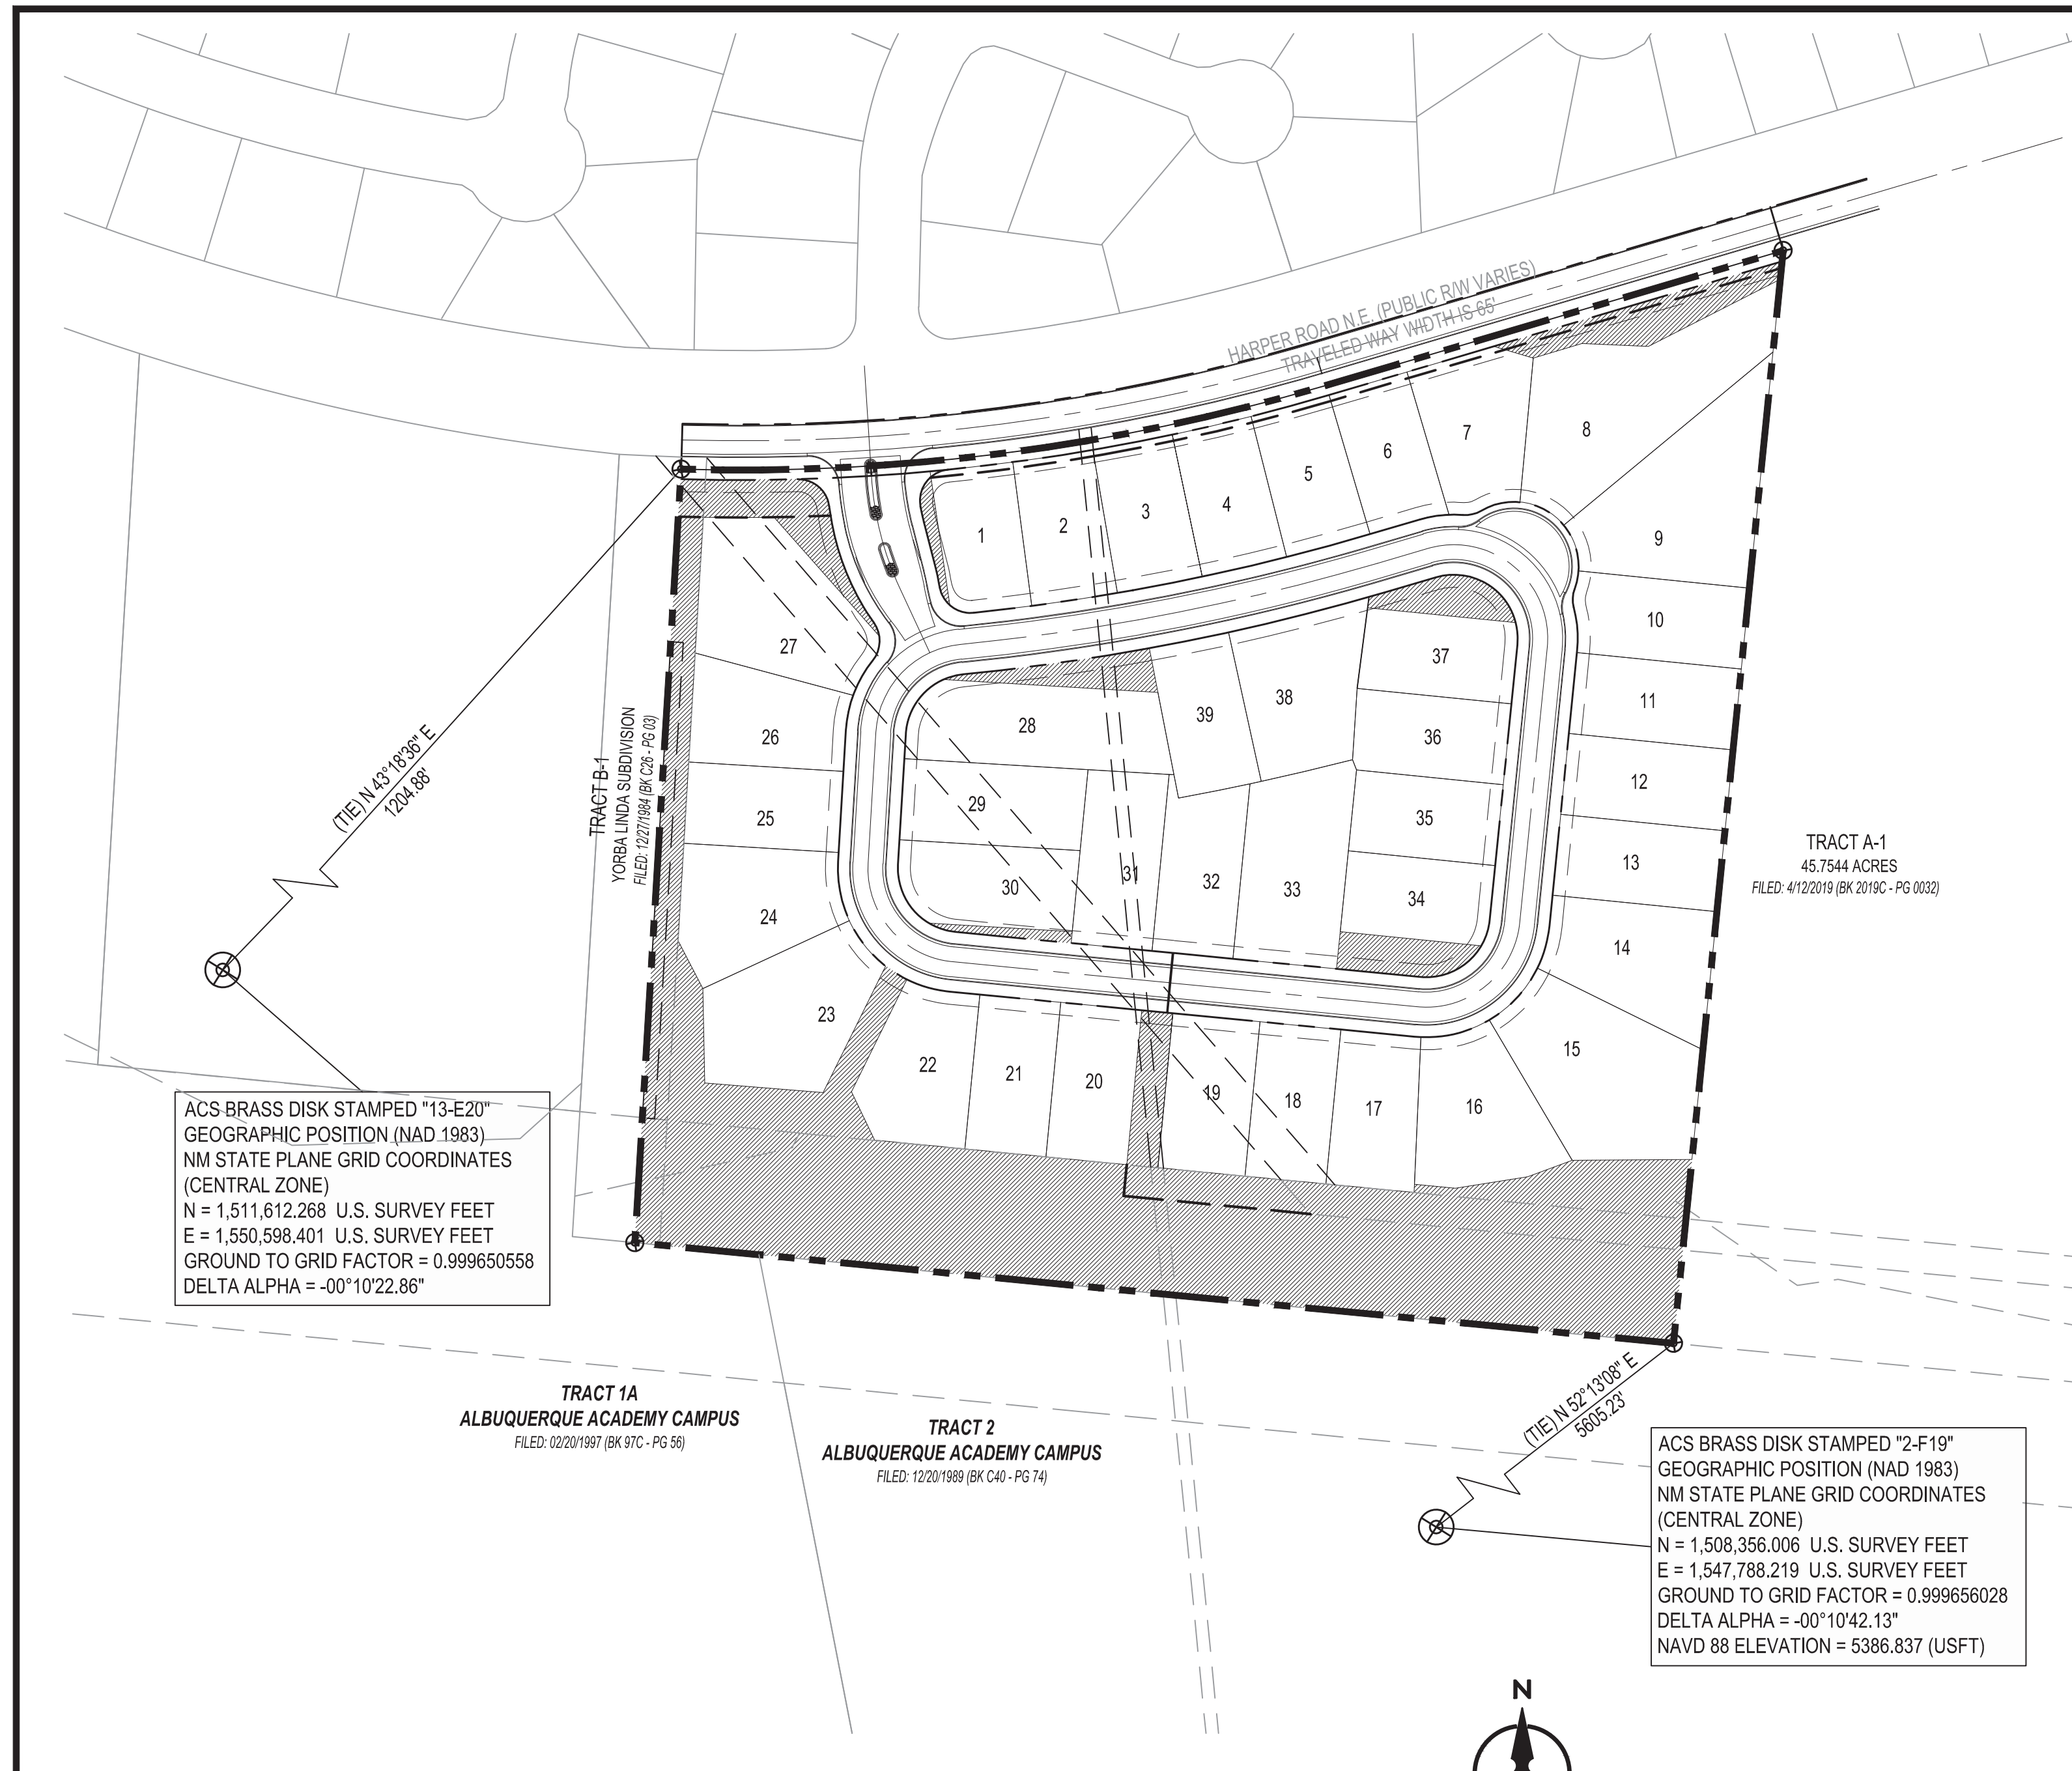 HARPER ROAD N.E. (PUBLIC R/W VARIES)
TRAVELED WAY WIDTH IS 65'
1
2
3
4
5
6
7
8
9
10
11
12
13
14
15
16
17
18
19
20
21
22
23
24
25
26
27
28
29
30
31
32
33
34
35
36
37
38
39
(TIE) N 43°18'36" E
1204.88'
TRACT B-1
YORBA LINDA SUBDIVISION
FILED: 12/27/1984 (BK C26 - PG 03)
TRACT A-1
45.7544 ACRES
FILED: 4/12/2019 (BK 2019C - PG 0032)
ACS BRASS DISK STAMPED "13-E20"
GEOGRAPHIC POSITION (NAD 1983)
NM STATE PLANE GRID COORDINATES
(CENTRAL ZONE)
N = 1,511,612.268 U.S. SURVEY FEET
E = 1,550,598.401 U.S. SURVEY FEET
GROUND TO GRID FACTOR = 0.999650558
DELTA ALPHA = -00°10'22.86"
TRACT 1A
ALBUQUERQUE ACADEMY CAMPUS
FILED: 02/20/1997 (BK 97C - PG 56)
TRACT 2
ALBUQUERQUE ACADEMY CAMPUS
FILED: 12/20/1989 (BK C40 - PG 74)
(TIE) N 52°13'08" E
5605.23'
ACS BRASS DISK STAMPED "2-F19"
GEOGRAPHIC POSITION (NAD 1983)
NM STATE PLANE GRID COORDINATES
(CENTRAL ZONE)
N = 1,508,356.006 U.S. SURVEY FEET
E = 1,547,788.219 U.S. SURVEY FEET
GROUND TO GRID FACTOR = 0.999656028
DELTA ALPHA = -00°10'42.13"
NAVD 88 ELEVATION = 5386.837 (USFT)
N